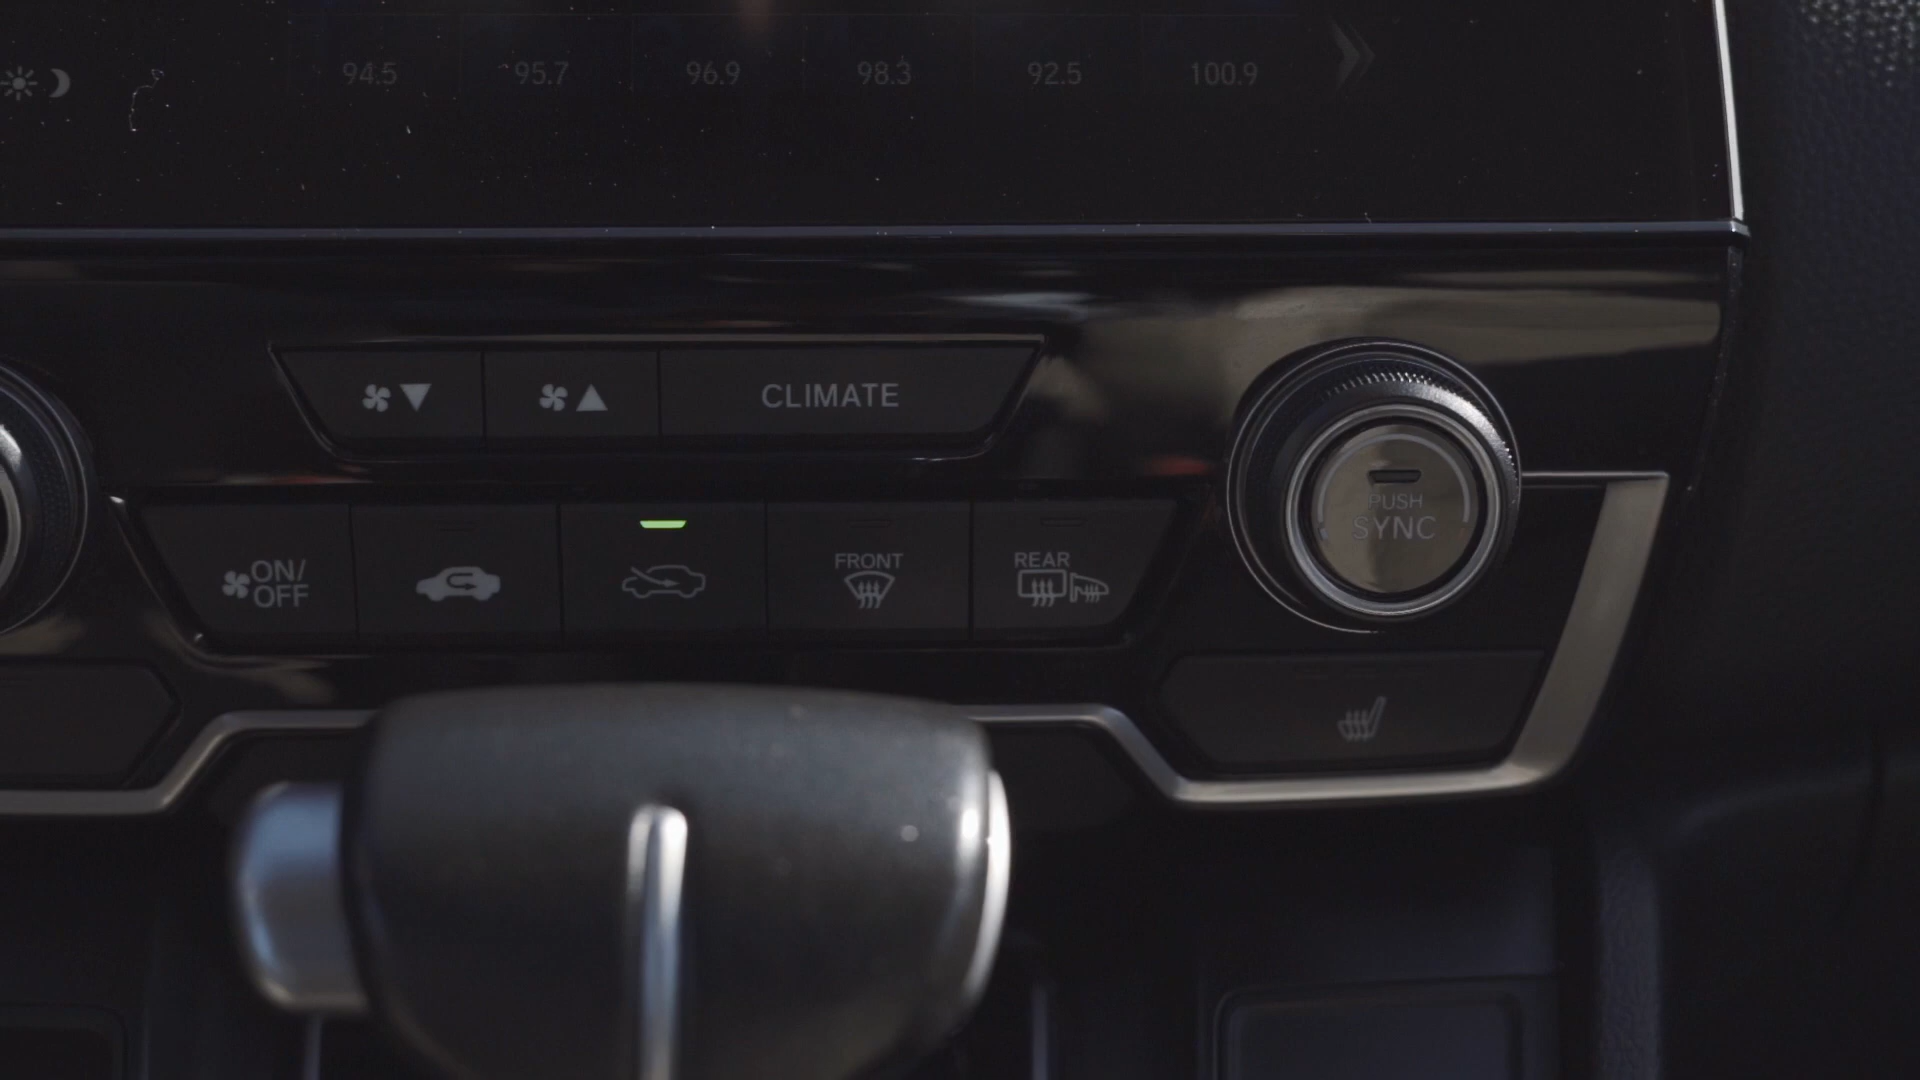 94.5 95.7 96.9 98.3 92.5 100.9
CLIMATE
ON/
OFF
FRONT
REAR
PUSH
SYNC